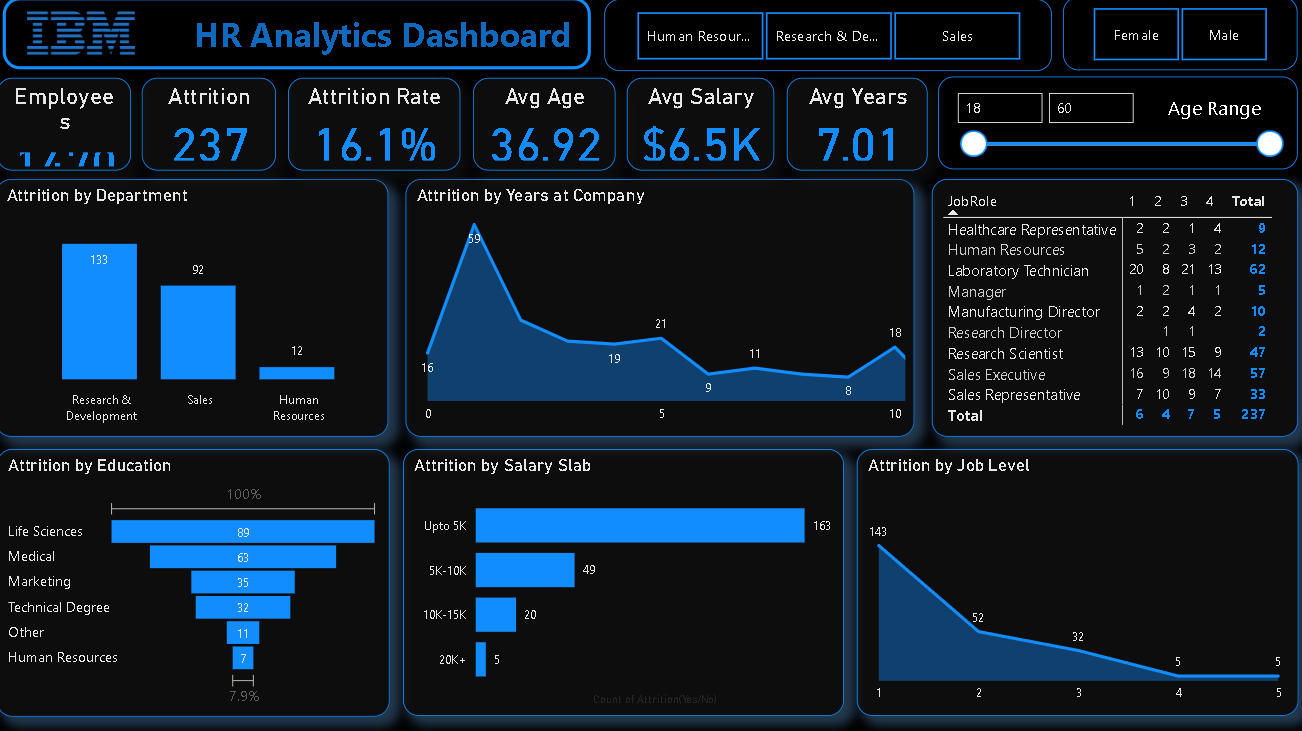 IBM
HR Analytics Dashboard
Human Resour...
Research & De...
Sales
Female
Male
Employee
s
Attrition
237
Attrition Rate
16.1%
Avg Age
36.92
Avg Salary
$6.5K
Avg Years
7.01
18
60
Age Range
Attrition by Department
133
92
12
Research &
Development
Sales
Human
Resources
Attrition by Years at Company
59
16
19
21
9
11
8
18
0
5
10
JobRole 1 2 3 4 Total
Healthcare Representative 2 2 1 4 9
Human Resources 5 2 3 2 12
Laboratory Technician 20 8 21 13 62
Manager 1 2 1 1 5
Manufacturing Director 2 2 4 2 10
Research Director 1 1 2
Research Scientist 13 10 15 9 47
Sales Executive 16 9 18 14 57
Sales Representative 7 10 9 7 33
Total 6 4 7 5 237
Attrition by Education
100%
Life Sciences 89
Medical 63
Marketing 35
Technical Degree 32
Other 11
Human Resources 7
7.9%
Attrition by Salary Slab
Upto 5K 163
5K-10K 49
10K-15K 20
20K+ 5
Count of Attrition(Yes/No)
Attrition by Job Level
143
52
32
5
5
1
2
3
4
5